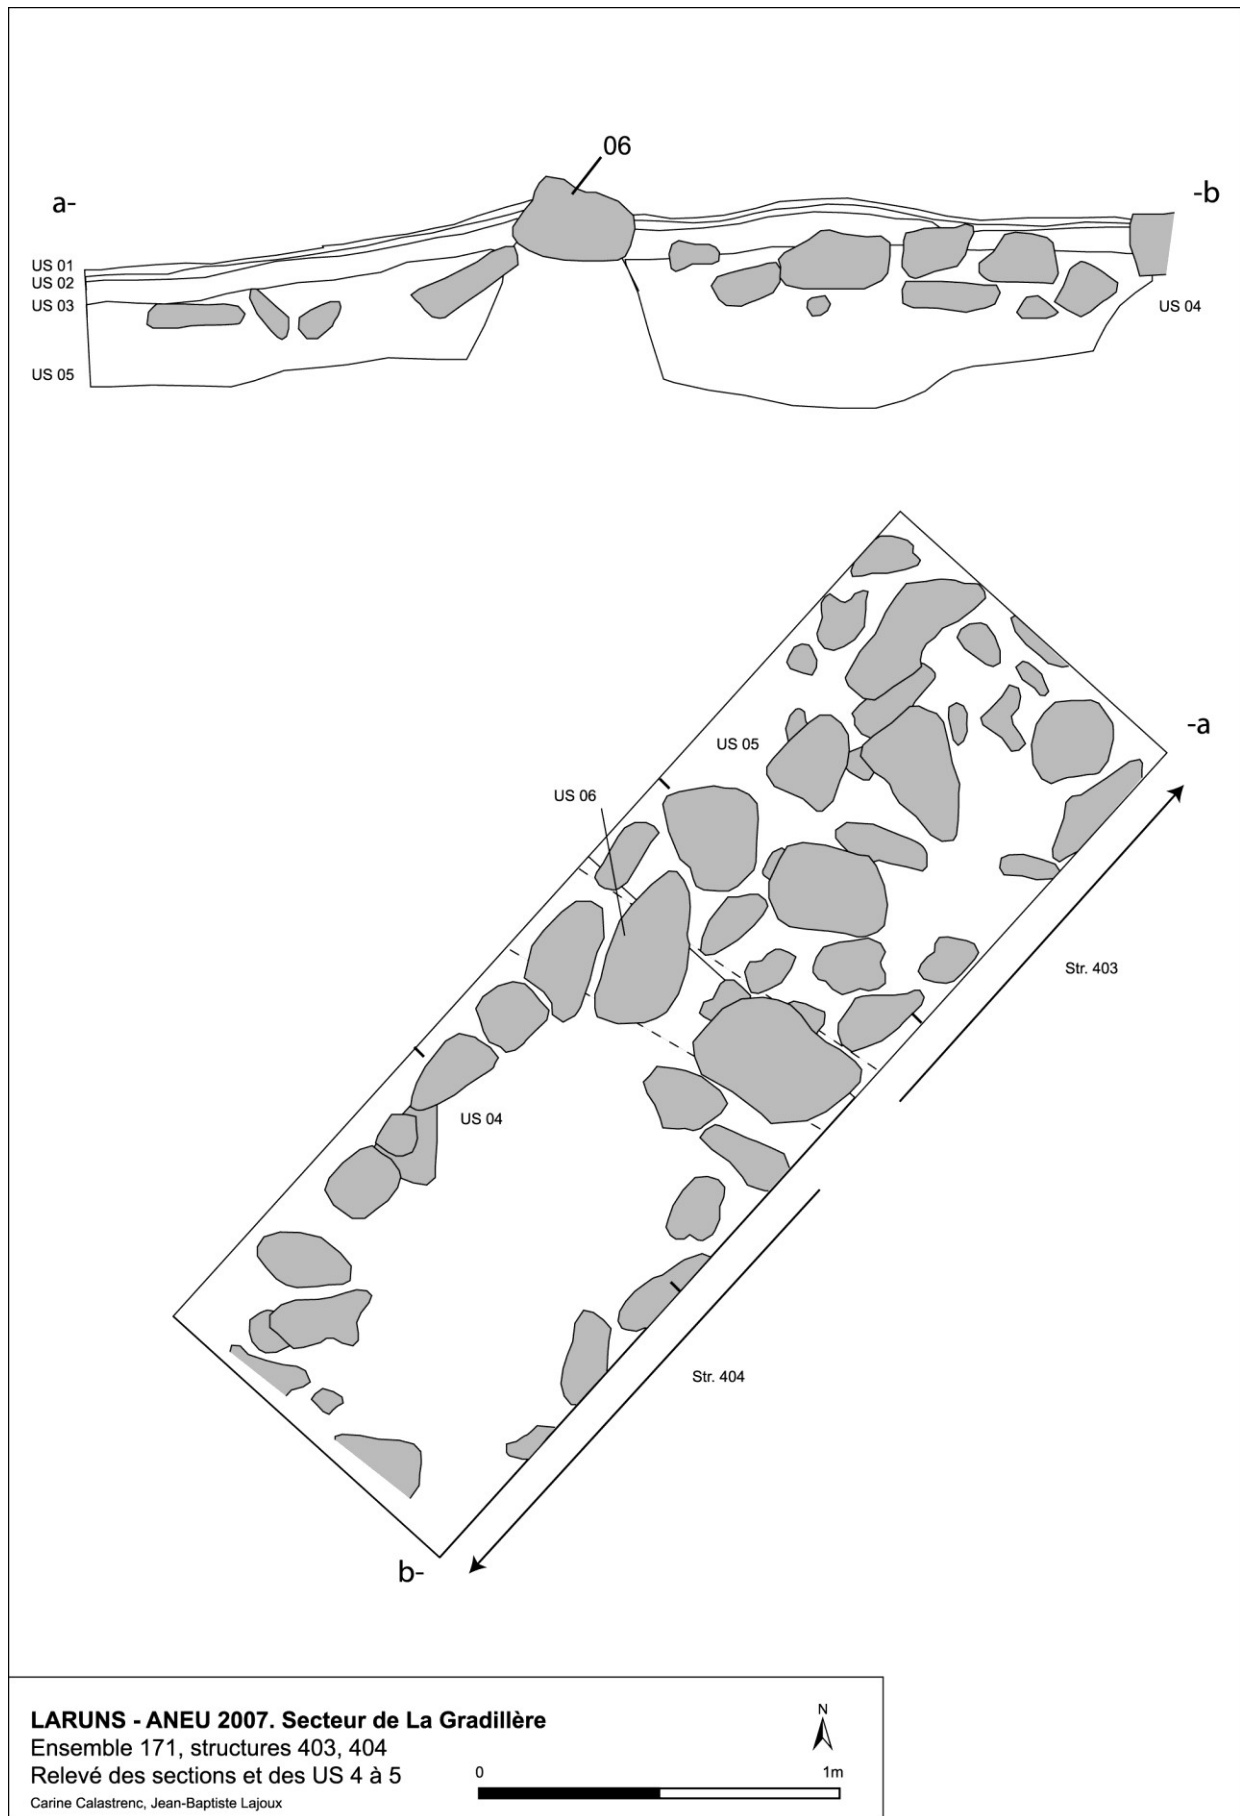 06
a-
-b
US 01
US 02
US 03
US 04
US 05
-a
US 05
US 06
Str. 403
US 04
Str. 404
b-
LARUNS - ANEU 2007. Secteur de La Gradillère
Ensemble 171, structures 403, 404
Relevé des sections et des US 4 à 5
Carine Calastrenc, Jean-Baptiste Lajoux
0
1m
N